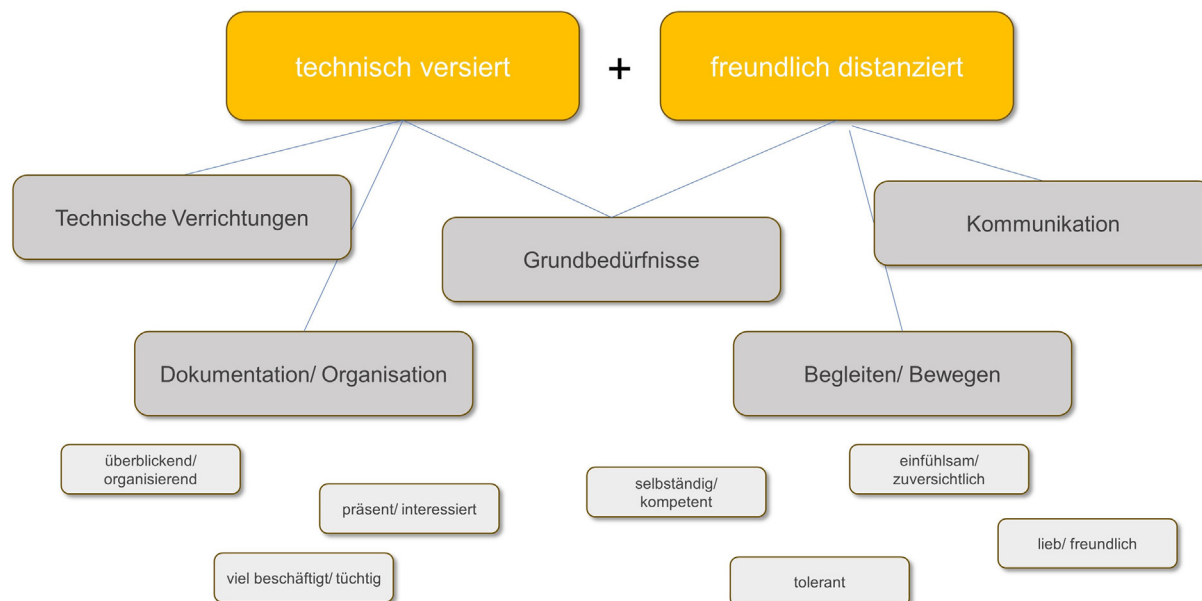 technisch versiert
+
freundlich distanziert
Technische Verrichtungen
Grundbedürfnisse
Kommunikation
Dokumentation/ Organisation
Begleiten/ Bewegen
überblickend/
organisierend
präsent/ interessiert
viel beschäftigt/ tüchtig
selbständig/
kompetent
einfühlsam/
zuversichtlich
lieb/ freundlich
tolerant